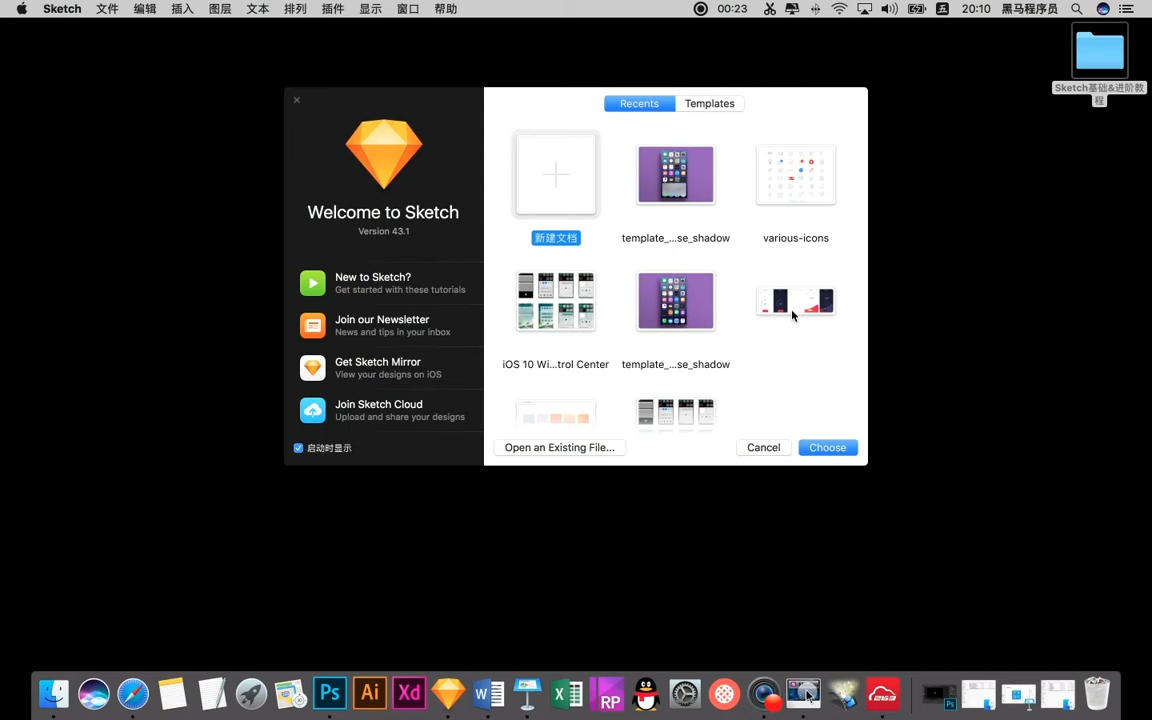 Sketch 文件 编辑 插入 图层 文本 排列 插件 显示 窗口 帮助 00:23 五 20:10 黑马程序员
Sketch基础&进阶教
程
Recents Templates
Welcome to Sketch
Version 43.1
New to Sketch?
Get started with these tutorials
Join our Newsletter
News and tips in your inbox
Get Sketch Mirror
View your designs on iOS
Join Sketch Cloud
Upload and share your designs
启动时显示
新建文档 template_...se_shadow various-icons
iOS 10 Wi...trol Center template_...se_shadow
Open an Existing File... Cancel Choose
Ps Ai Xd W X RP